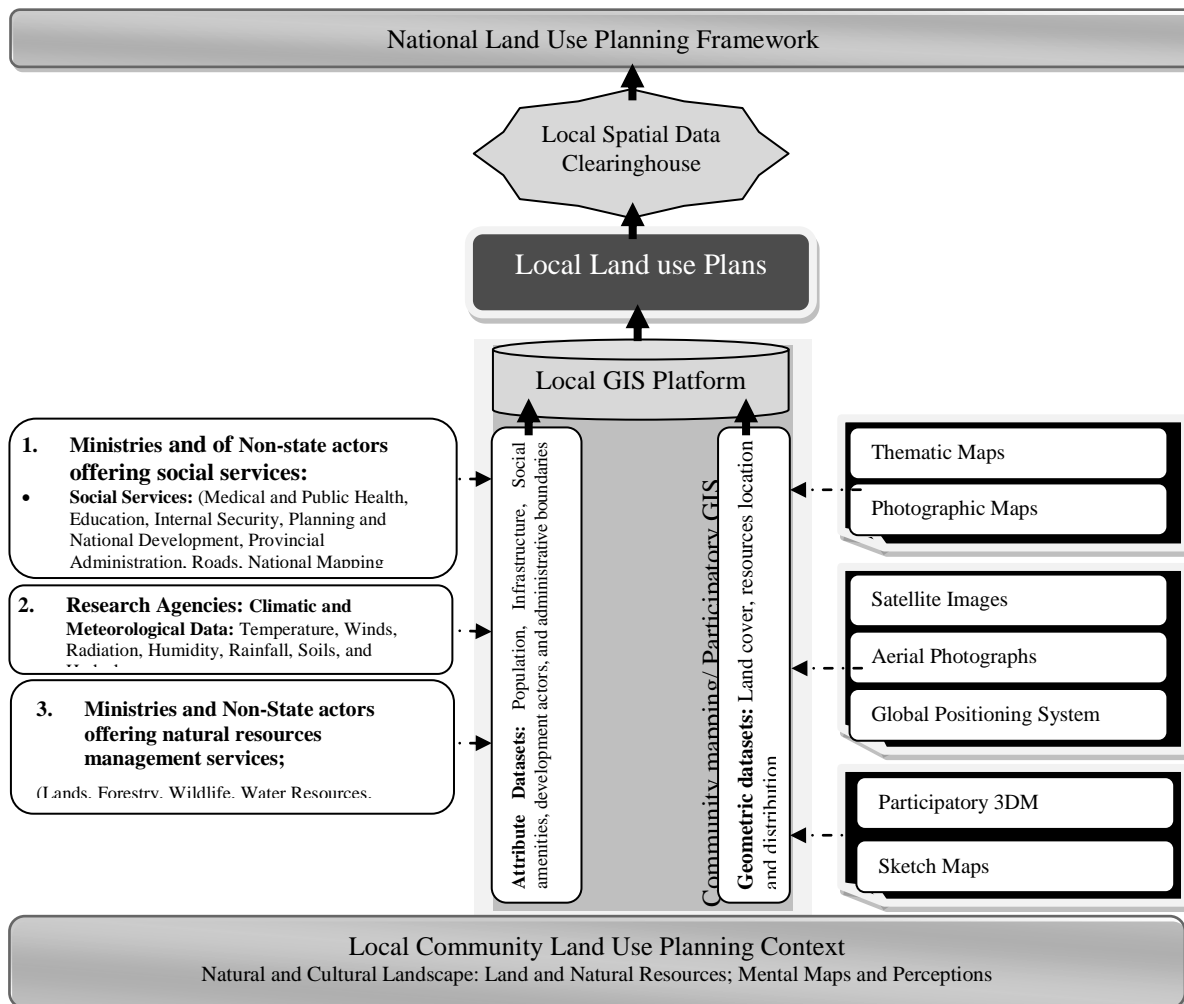 National Land Use Planning Framework
Local Spatial Data
Clearinghouse
Local Land use Plans
Local GIS Platform
1. Ministries and of Non-state actors
offering social services:
• Social Services: (Medical and Public Health,
Education, Internal Security, Planning and
National Development, Provincial
Administration, Roads, National Mapping
2. Research Agencies: Climatic and
Meteorological Data: Temperature, Winds,
Radiation, Humidity, Rainfall, Soils, and
3. Ministries and Non-State actors
offering natural resources
management services;
(Lands, Forestry, Wildlife, Water Resources,
Attribute Datasets: Population, Infrastructure, Social
amenities, development actors, and administrative boundaries
Community mapping/ Participatory GIS
Geometric datasets: Land cover, resources location
and distribution
Thematic Maps
Photographic Maps
Satellite Images
Aerial Photographs
Global Positioning System
Participatory 3DM
Sketch Maps
Local Community Land Use Planning Context
Natural and Cultural Landscape: Land and Natural Resources; Mental Maps and Perceptions